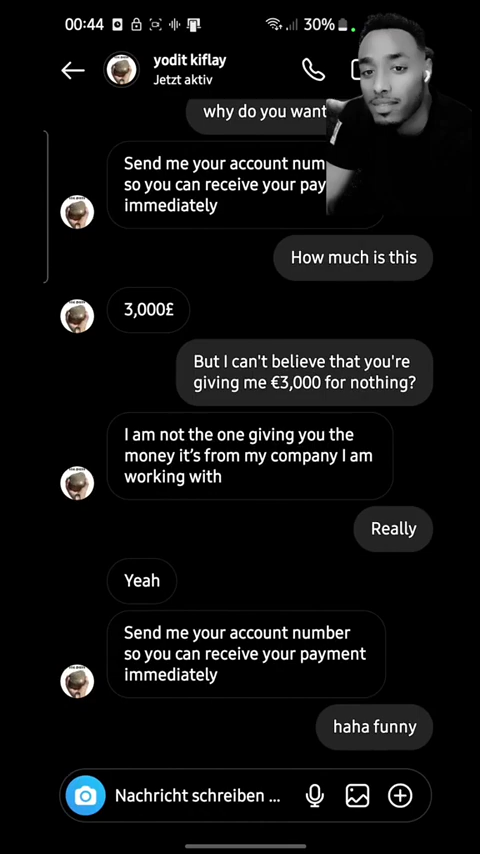 00:44
30%
yodit kiflay
Jetzt aktiv
why do you want
Send me your account
so you can receive your
immediately
How much is this
3,000£
But I can't believe that you're
giving me €3,000 for nothing?
I am not the one giving you the
money it's from my company I am
working with
Really
Yeah
Send me your account number
so you can receive your payment
immediately
haha funny
Nachricht schreiben ...